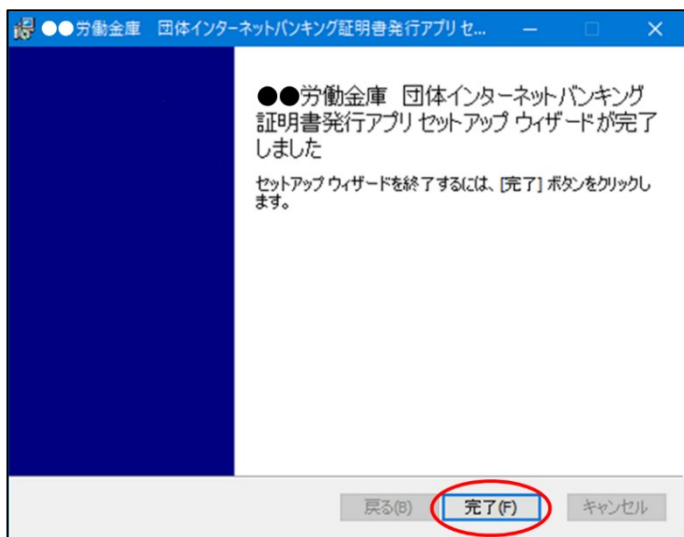 ●●労働金庫　団体インターネットバンキング証明書発行アプリ セ...
●●労働金庫　団体インターネットバンキング
証明書発行アプリ セットアップ ウィザードが完了
しました
セットアップ ウィザードを終了するには、[完了] ボタンをクリックし
ます。
戻る(B)　完了(F)　キャンセル